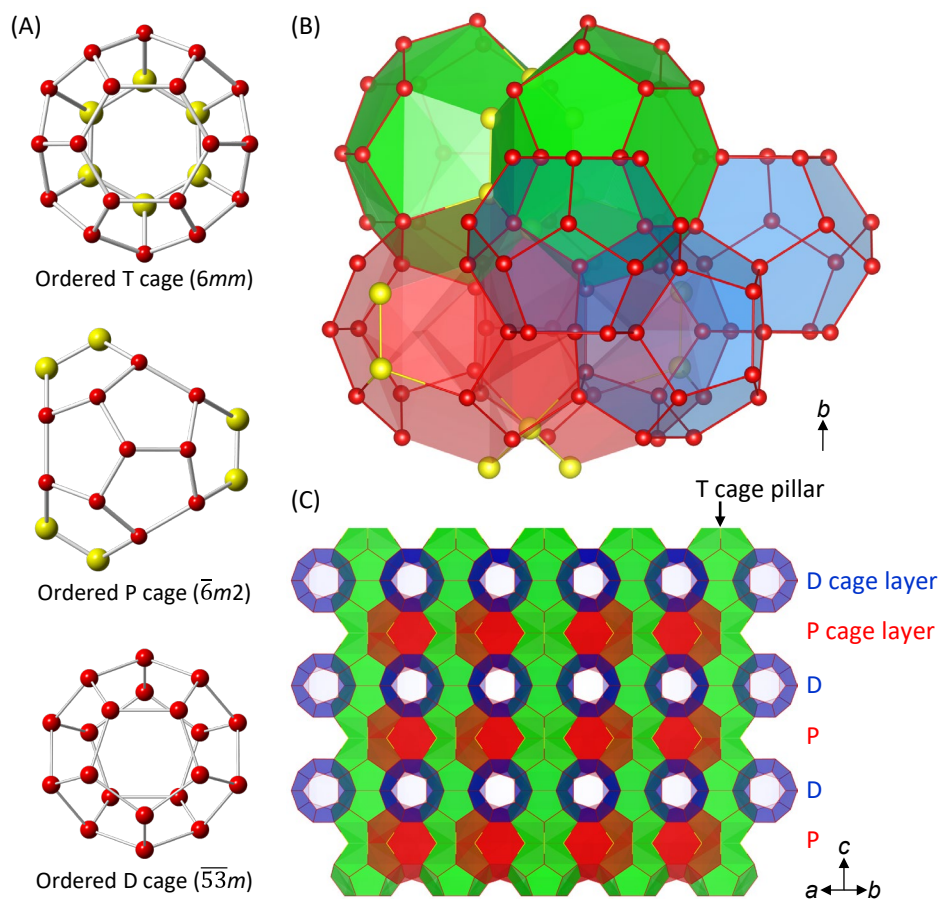 (A)
Ordered T cage (6mm)
Ordered P cage (6̅m2)
Ordered D cage (5̅3̅m)
(B)
b
(C)
T cage pillar
D cage layer
P cage layer
D
P
D
P
c
a
b